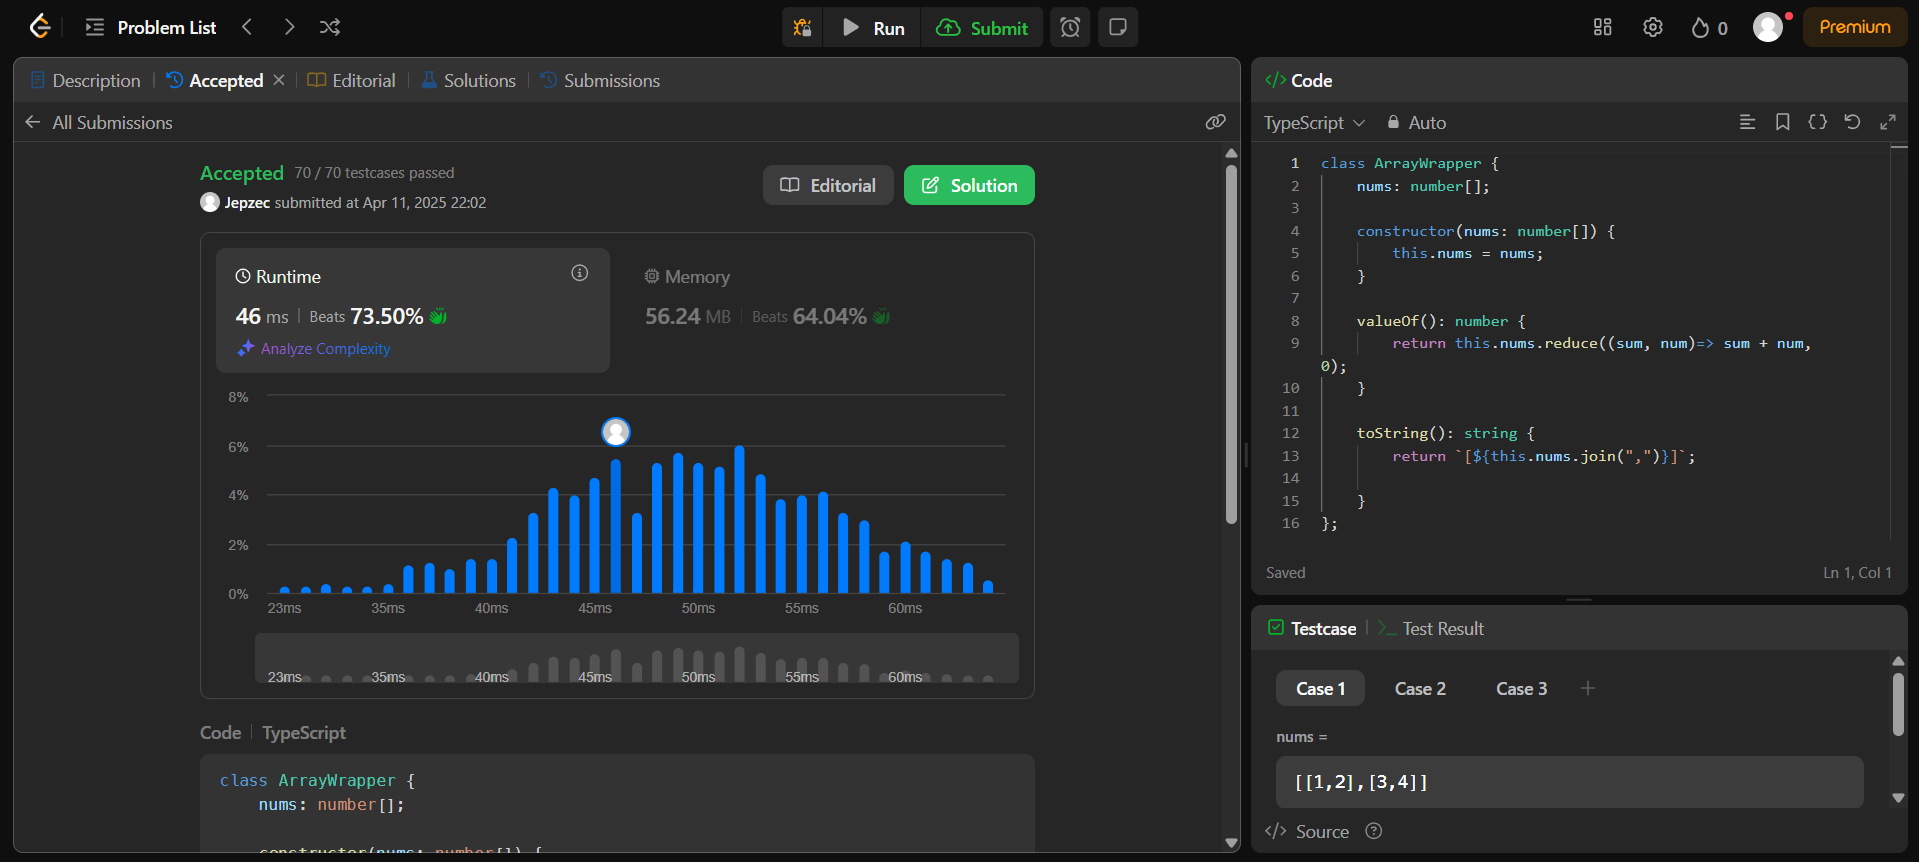 Problem List
Run
Submit
0
Premium
Description
Accepted
Editorial
Solutions
Submissions
All Submissions
Accepted 70 / 70 testcases passed
Jepzec submitted at Apr 11, 2025 22:02
Editorial
Solution
Runtime
46 ms | Beats 73.50%
Analyze Complexity
Memory
56.24 MB | Beats 64.04%
8%
6%
4%
2%
0%
23ms 35ms 40ms 45ms 50ms 55ms 60ms
23ms 35ms 40ms 45ms 50ms 55ms 60ms
Code | TypeScript
class ArrayWrapper {
nums: number[];
constructor(nums: number[]) {
</> Code
TypeScript
Auto
1 class ArrayWrapper {
2 nums: number[];
3
4 constructor(nums: number[]) {
5 this.nums = nums;
6 }
7
8 valueOf(): number {
9 return this.nums.reduce((sum, num)=> sum + num,
0);
10 }
11
12 toString(): string {
13 return `[${this.nums.join(",")}]`;
14
15 }
16 };
Saved
Ln 1, Col 1
Testcase
Test Result
Case 1
Case 2
Case 3
nums =
[[1,2],[3,4]]
</> Source